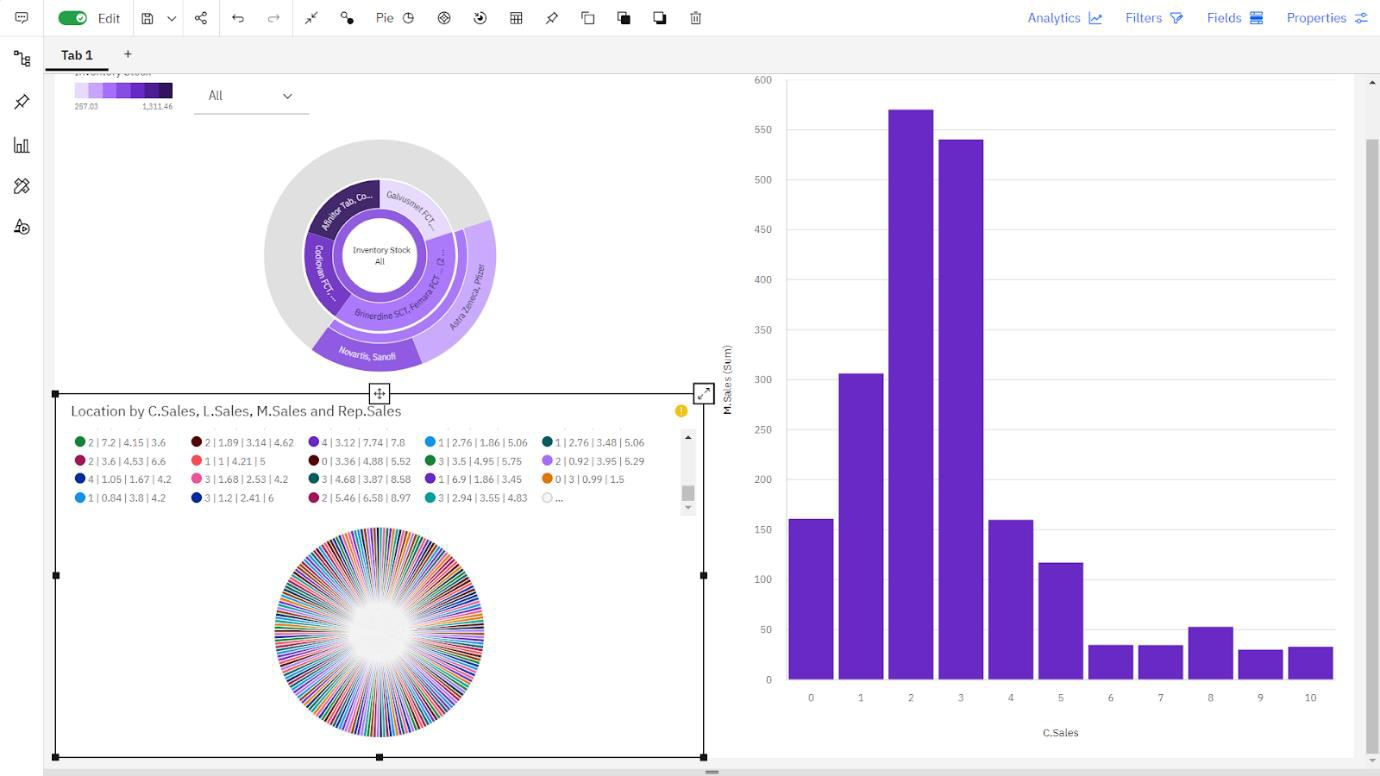 Edit
Pie
Analytics
Filters
Fields
Properties
Tab 1
+
Inventory Stock
257.03 1,311.46
All
Afinitor Tab, Co...
Galvusmet FCT,...
Codiovan FCT, ...
Brinerdine SCT, Femara FCT ... (2 ...
Inventory Stock
All
Astra Zeneca, Pfizer
Novartis, Sanofi
Location by C.Sales, L.Sales, M.Sales and Rep.Sales
2 | 7.2 | 4.15 | 3.6 2 | 1.89 | 3.14 | 4.62 4 | 3.12 | 7.74 | 7.8 1 | 2.76 | 1.86 | 5.06 1 | 2.76 | 3.48 | 5.06
2 | 3.6 | 4.53 | 6.6 1 | 1 | 4.21 | 5 0 | 3.36 | 4.88 | 5.52 3 | 3.5 | 4.95 | 5.75 2 | 0.92 | 3.95 | 5.29
4 | 1.05 | 1.67 | 4.2 3 | 1.68 | 2.53 | 4.2 3 | 4.68 | 3.87 | 8.58 1 | 6.9 | 1.86 | 3.45 0 | 3 | 0.99 | 1.5
1 | 0.84 | 3.8 | 4.2 3 | 1.2 | 2.41 | 6 2 | 5.46 | 6.58 | 8.97 3 | 2.94 | 3.55 | 4.83 ...
M.Sales (Sum)
600
550
500
450
400
350
300
250
200
150
100
50
0
0 1 2 3 4 5 6 7 8 9 10
C.Sales